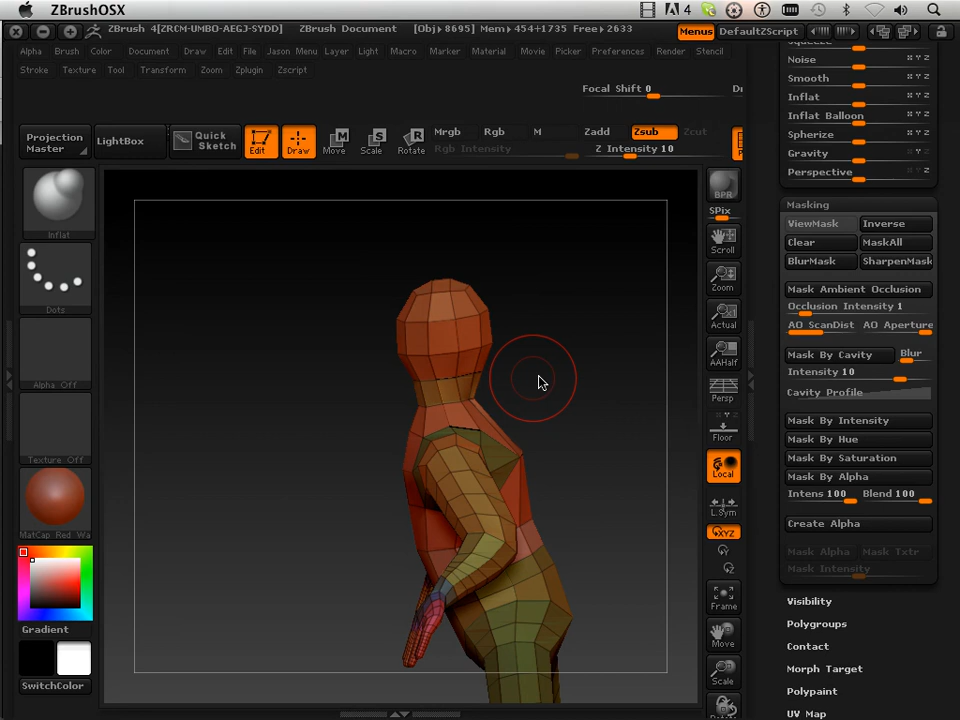 ZBrushOSX
4
ZBrush 4[ZRCM-UMBO-AEGJ-SYDD] ZBrush Document [Obj▸8695] Mem▸454+1735 Free▸2633 Menus DefaultZScript
Alpha Brush Color Document Draw Edit File Jason Menu Layer Light Macro Marker Material Movie Picker Preferences Render Stencil
Stroke Texture Tool Transform Zoom Zplugin Zscript
Focal Shift 0
Projection Master
LightBox
Quick Sketch
Edit
Draw
Move
Scale
Rotate
Mrgb Rgb M
Rgb Intensity
Zadd Zsub Zcut
Z Intensity 10
Inflat
Dots
Alpha Off
Texture Off
MatCap Red Wa
Gradient
SwitchColor
BPR
SPix
Scroll
Zoom
Actual
AAHalf
Persp
Floor
Local
L.Sym
XYZ
Frame
Move
Scale
Noise
Smooth
Inflat
Inflat Balloon
Spherize
Gravity
Perspective
Masking
ViewMask Inverse
Clear MaskAll
BlurMask SharpenMask
Mask Ambient Occlusion
Occlusion Intensity 1
AO ScanDist AO Aperture
Mask By Cavity Blur
Intensity 10
Cavity Profile
Mask By Intensity
Mask By Hue
Mask By Saturation
Mask By Alpha
Intens 100 Blend 100
Create Alpha
Mask Alpha Mask Txtr
Mask Intensity
Visibility
Polygroups
Contact
Morph Target
Polypaint
UV Map